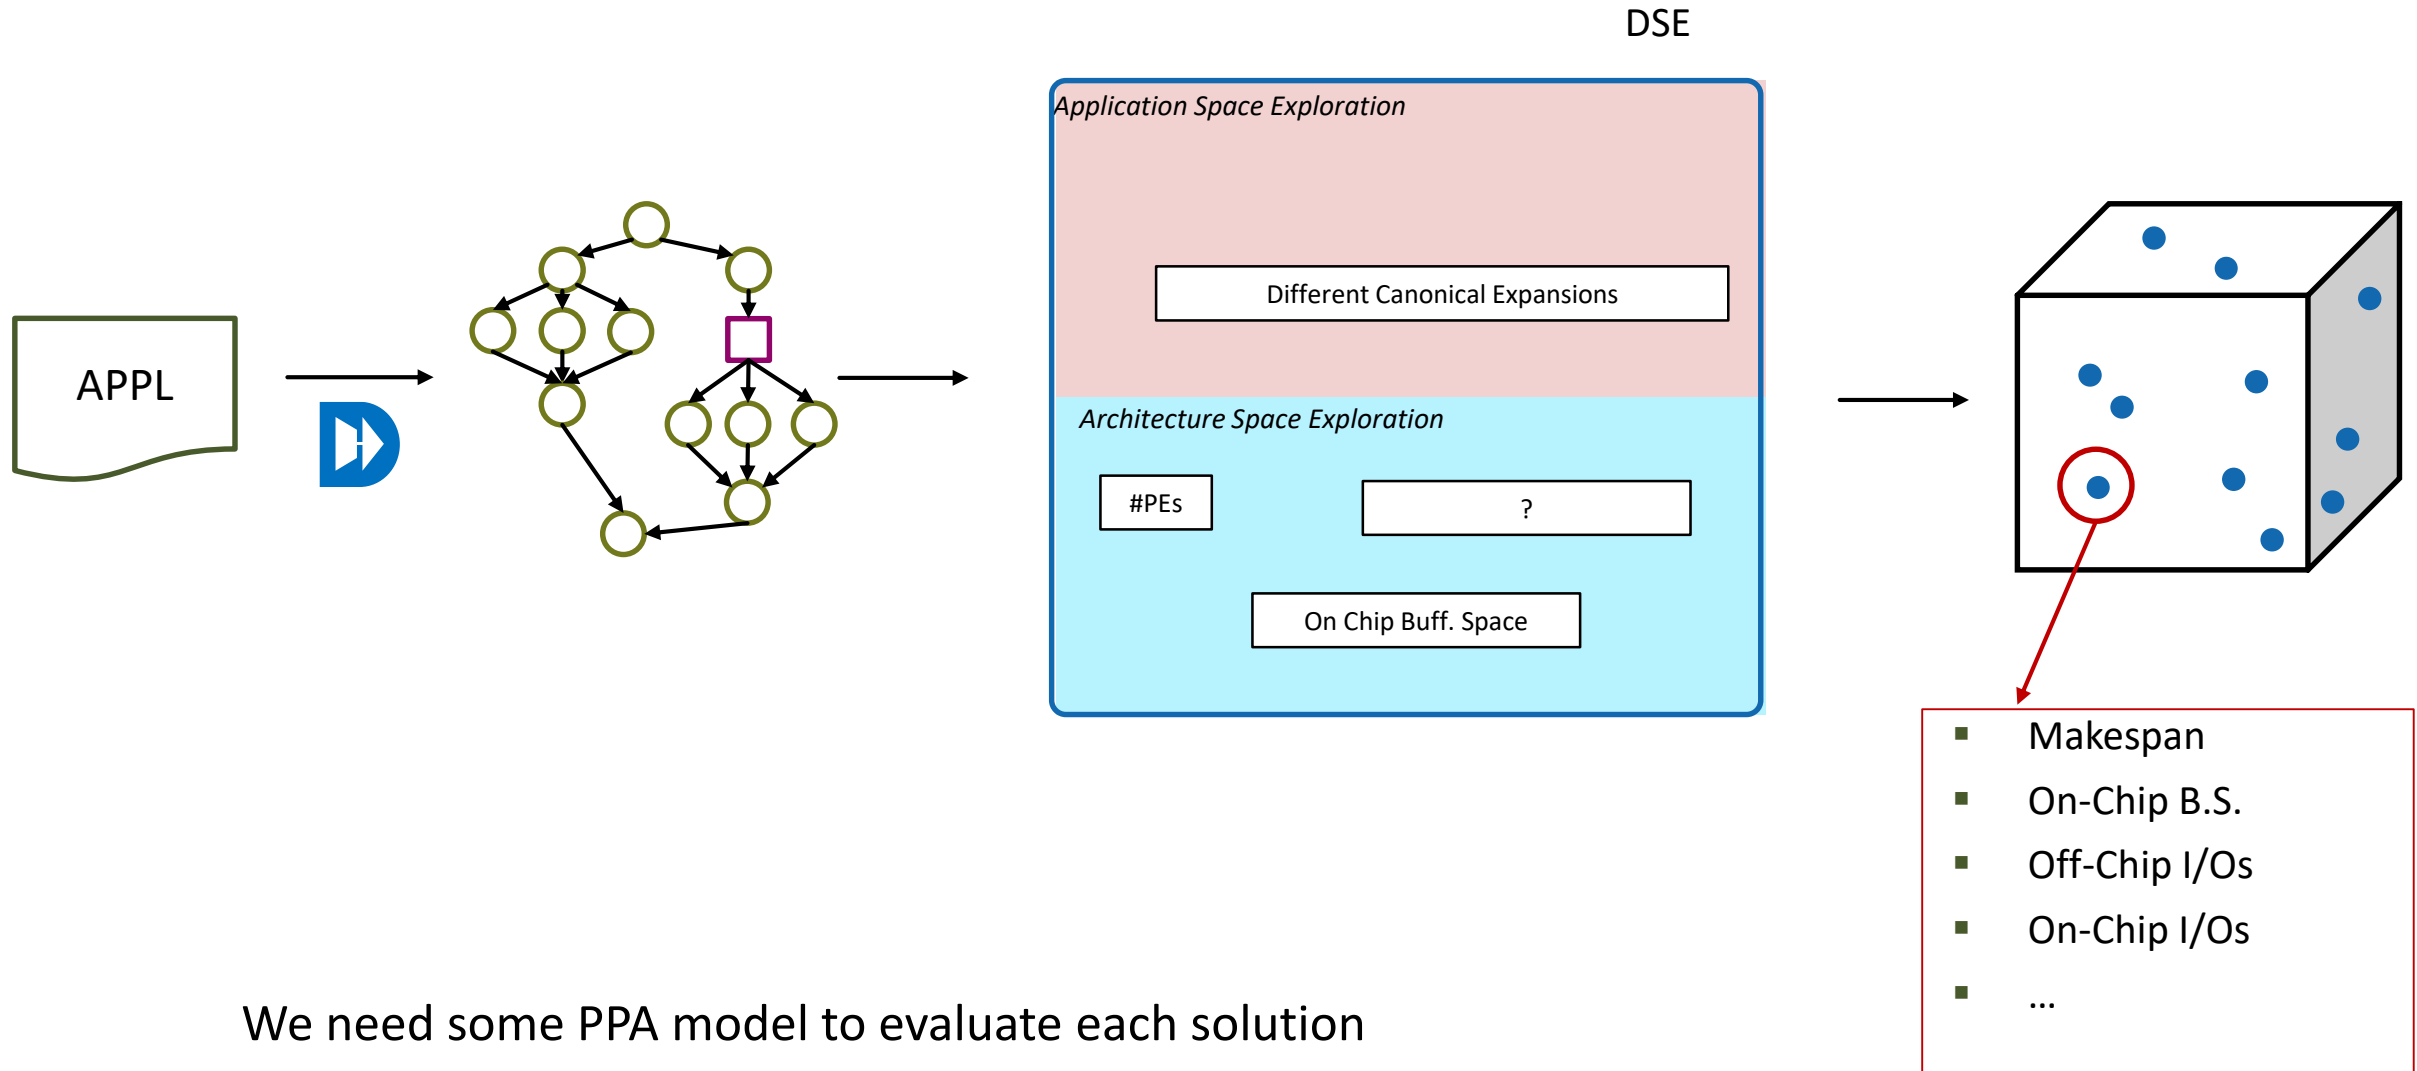 DSE
Application Space Exploration
Different Canonical Expansions
APPL
Architecture Space Exploration
#PEs
?
On Chip Buff. Space
Makespan
On-Chip B.S.
Off-Chip I/Os
On-Chip I/Os
…
We need some PPA model to evaluate each solution